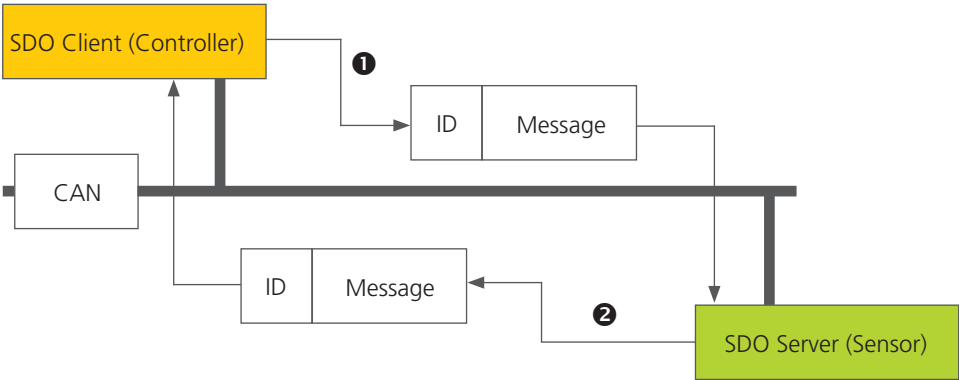 SDO Client (Controller)
❶
ID Message
CAN
ID Message
❷
SDO Server (Sensor)